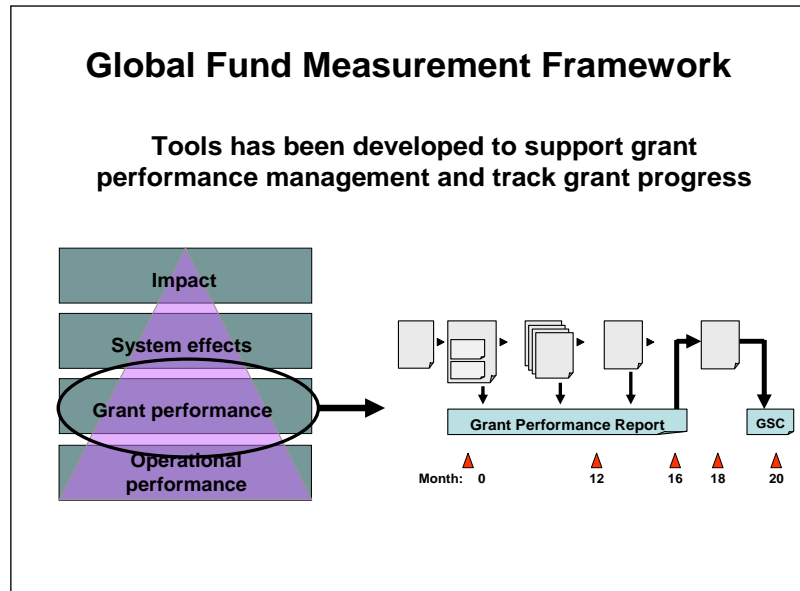 Global Fund Measurement Framework
Tools has been developed to support grant
performance management and track grant progress
Impact
System effects
Grant performance
Operational
performance
Grant Performance Report
GSC
Month: 0 12 16 18 20